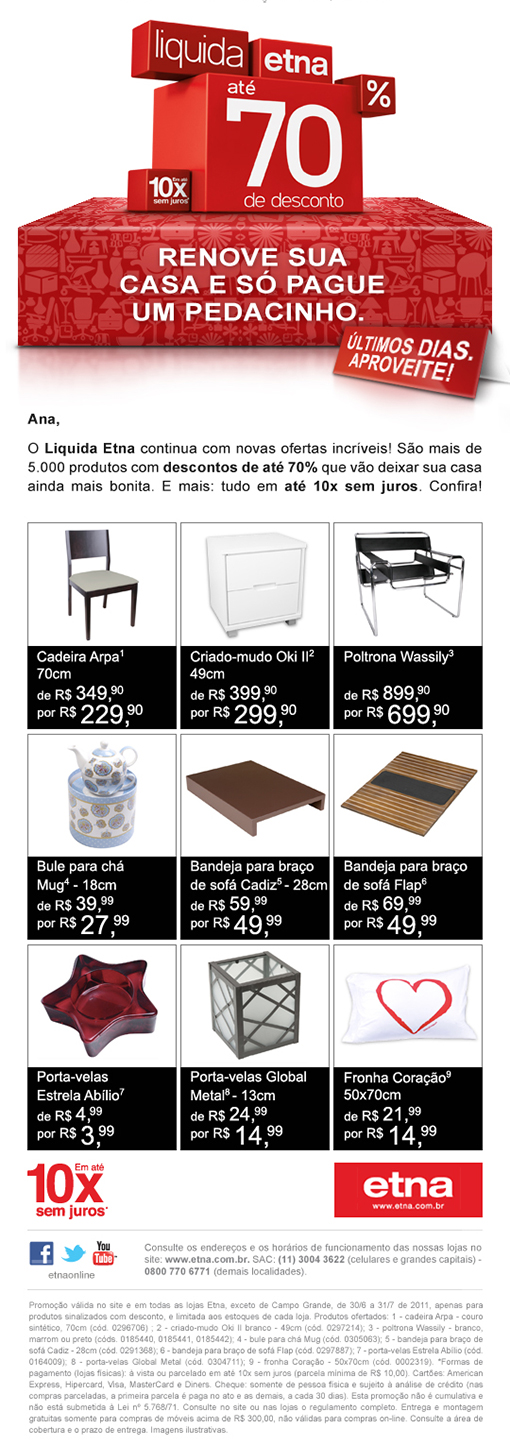 liquida
etna
até
70
%
de desconto
Em até
10x
sem juros*
RENOVE SUA
CASA E SÓ PAGUE
UM PEDACINHO.
ÚLTIMOS DIAS.
APROVEITE!
Ana,
O Liquida Etna continua com novas ofertas incríveis! São mais de
5.000 produtos com descontos de até 70% que vão deixar sua casa
ainda mais bonita. E mais: tudo em até 10x sem juros. Confira!
Cadeira Arpa¹
70cm
de R$ 349,90
por R$ 229,90
Criado-mudo Oki II²
49cm
de R$ 399,90
por R$ 299,90
Poltrona Wassily³
de R$ 899,90
por R$ 699,90
Bule para chá
Mug⁴ - 18cm
de R$ 39,99
por R$ 27,99
Bandeja para braço
de sofá Cadiz⁵ - 28cm
de R$ 59,99
por R$ 49,99
Bandeja para braço
de sofá Flap⁶
de R$ 69,99
por R$ 49,99
Porta-velas
Estrela Abílio⁷
de R$ 4,99
por R$ 3,99
Porta-velas Global
Metal⁸ - 13cm
de R$ 24,99
por R$ 14,99
Fronha Coração⁹
50x70cm
de R$ 21,99
por R$ 14,99
Em até
10x
sem juros*
etna
www.etna.com.br
f
You
Tube
etnaonline
Consulte os endereços e os horários de funcionamento das nossas lojas no
site: www.etna.com.br. SAC: (11) 3004 3622 (celulares e grandes capitais) -
0800 770 6771 (demais localidades).
Promoção válida no site e em todas as lojas Etna, exceto de Campo Grande, de 30/6 a 31/7 de 2011, apenas para
produtos sinalizados com desconto, e limitada aos estoques de cada loja. Produtos ofertados: 1 - cadeira Arpa - couro
sintético, 70cm (cód. 0296706) ; 2 - criado-mudo Oki II branco - 49cm (cód. 0297214); 3 - poltrona Wassily - branco,
marrom ou preto (códs. 0185440, 0185441, 0185442); 4 - bule para chá Mug (cód. 0305063); 5 - bandeja para braço de
sofá Cadiz - 28cm (cód. 0291368); 6 - bandeja para braço de sofá Flap (cód. 0297887); 7 - porta-velas Estrela Abílio (cód.
0164009); 8 - porta-velas Global Metal (cód. 0304711); 9 - fronha Coração - 50x70cm (cód. 0002319). *Formas de
pagamento (lojas físicas): à vista ou parcelado em até 10x sem juros (parcela mínima de R$ 10,00). Cartões: American
Express, Hipercard, Visa, MasterCard e Diners. Cheque: somente de pessoa física e sujeito à análise de crédito (nas
compras parceladas, a primeira parcela é paga no ato e as demais, a cada 30 dias). Esta promoção não é cumulativa e
não está submetida à Lei nº 5.768/71. Consulte no site ou nas lojas o regulamento completo. Entrega e montagem
gratuitas somente para compras de móveis acima de R$ 300,00, não válidas para compras on-line. Consulte a área de
cobertura e o prazo de entrega. Imagens ilustrativas.